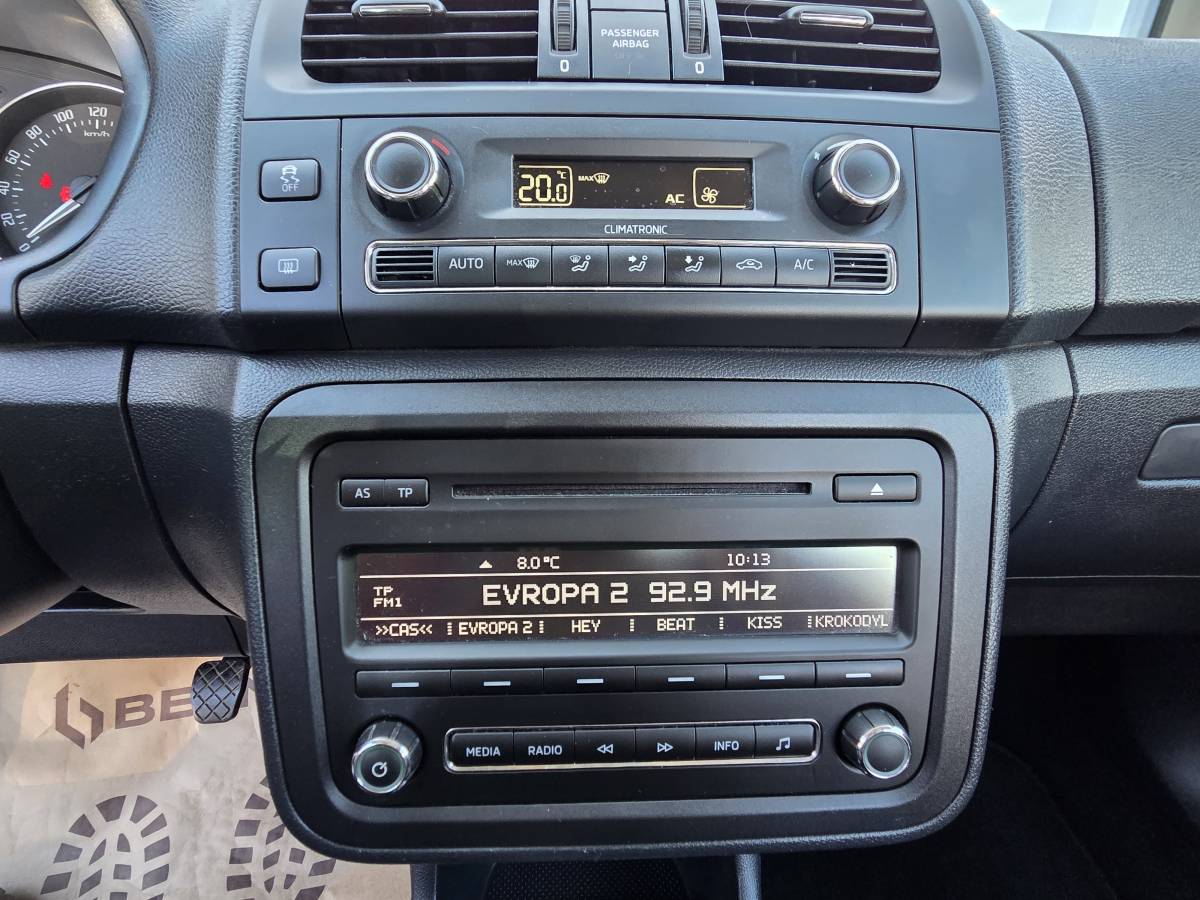 PASSENGER
AIRBAG
0 0
120
100
80
60
40
20
0
km/h
OFF
20.0 °C MAX AC
CLIMATRONIC
AUTO MAX A/C
AS TP
8.0°C 10:13
TP
FM1
EVROPA 2 92.9 MHz
>>CAS<< EVROPA 2 HEY BEAT KISS KROKODYL
MEDIA RADIO INFO